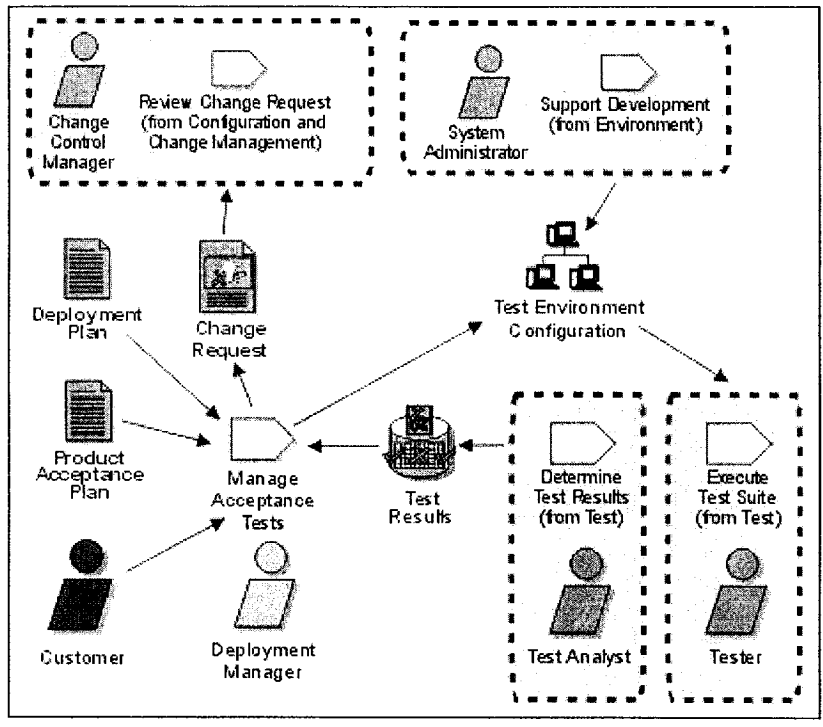 Change
Control
Manager
Review Change Request
(from Configuration and
Change Management)
System
Administrator
Support Development
(from Environment)
Deployment
Plan
Change
Request
Test Environment
Configuration
Product
Acceptance
Plan
Manage
Acceptance
Tests
Test
Results
Determine
Test Results
(from Test)
Execute
Test Suite
(from Test)
Customer
Deployment
Manager
Test Analyst
Tester